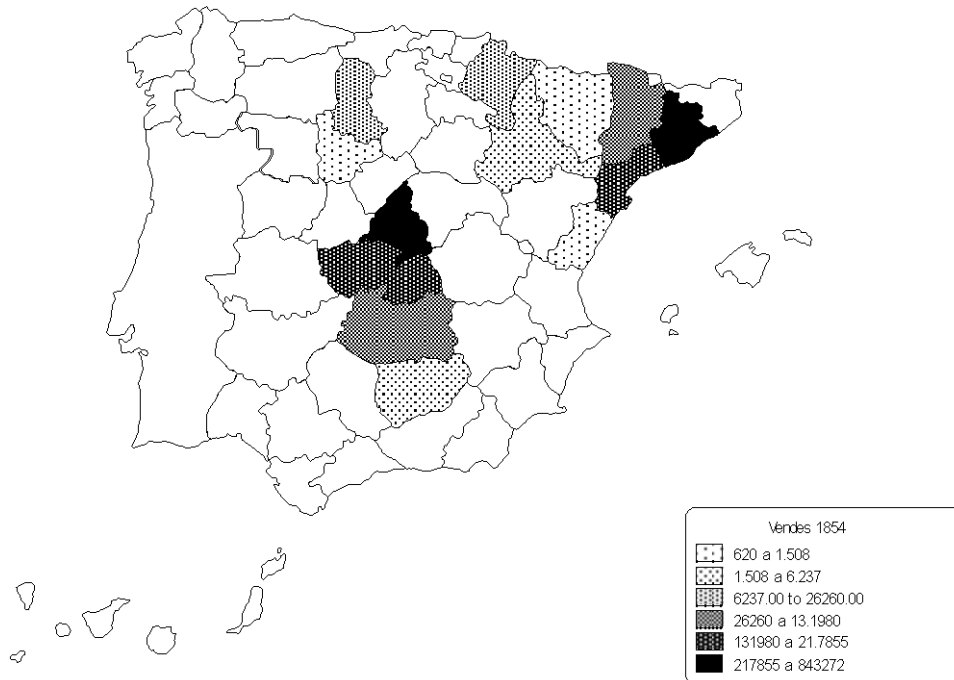 Vendes 1854
620 a 1.508
1.508 a 6.237
6237.00 to 26260.00
26260 a 13.1980
131980 a 21.7855
217855 a 843272